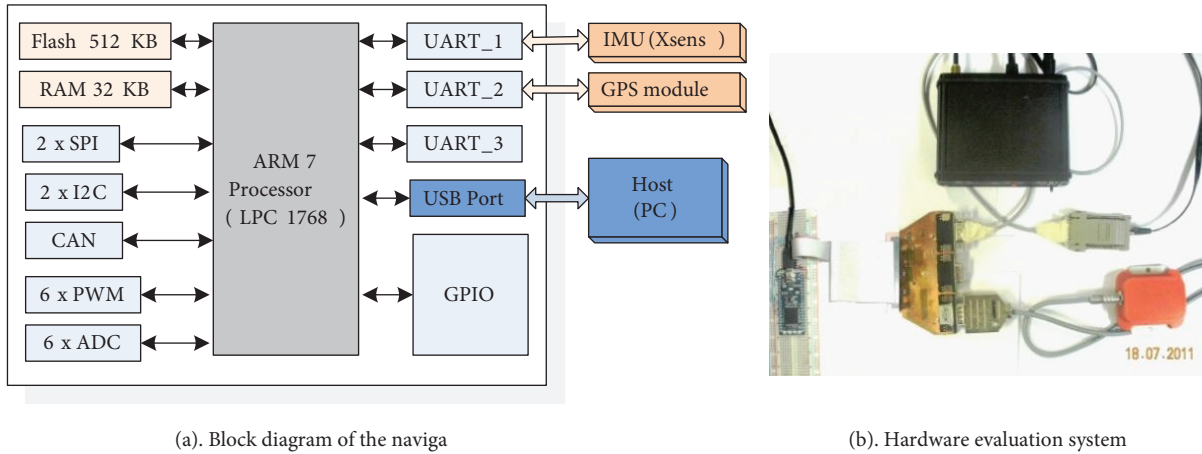 Flash 512 KB
RAM 32 KB
2 x SPI
2 x I2C
CAN
6 x PWM
6 x ADC
ARM 7
Processor
( LPC 1768 )
UART_1
UART_2
UART_3
USB Port
GPIO
IMU (Xsens )
GPS module
Host
(PC )
18.07.2011
(a). Block diagram of the naviga
(b). Hardware evaluation system